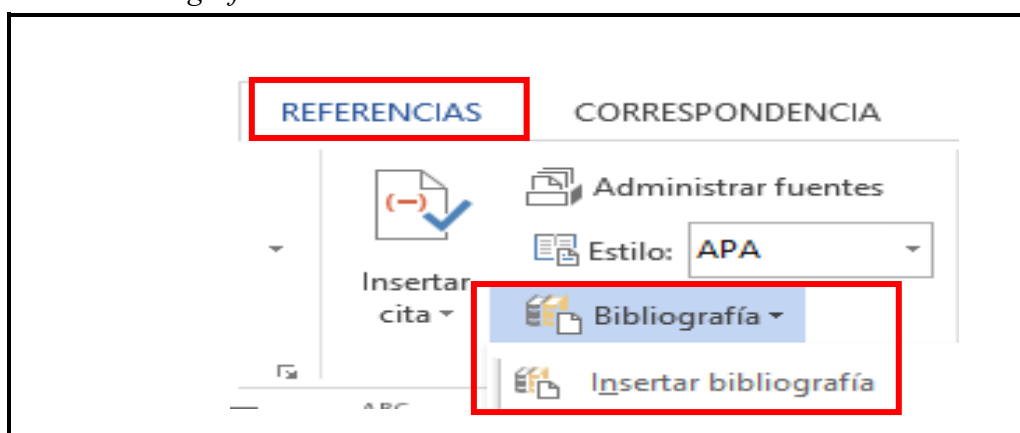 REFERENCIAS CORRESPONDENCIA
Administrar fuentes
Estilo: APA
Insertar
cita
Bibliografía
Insertar bibliografía